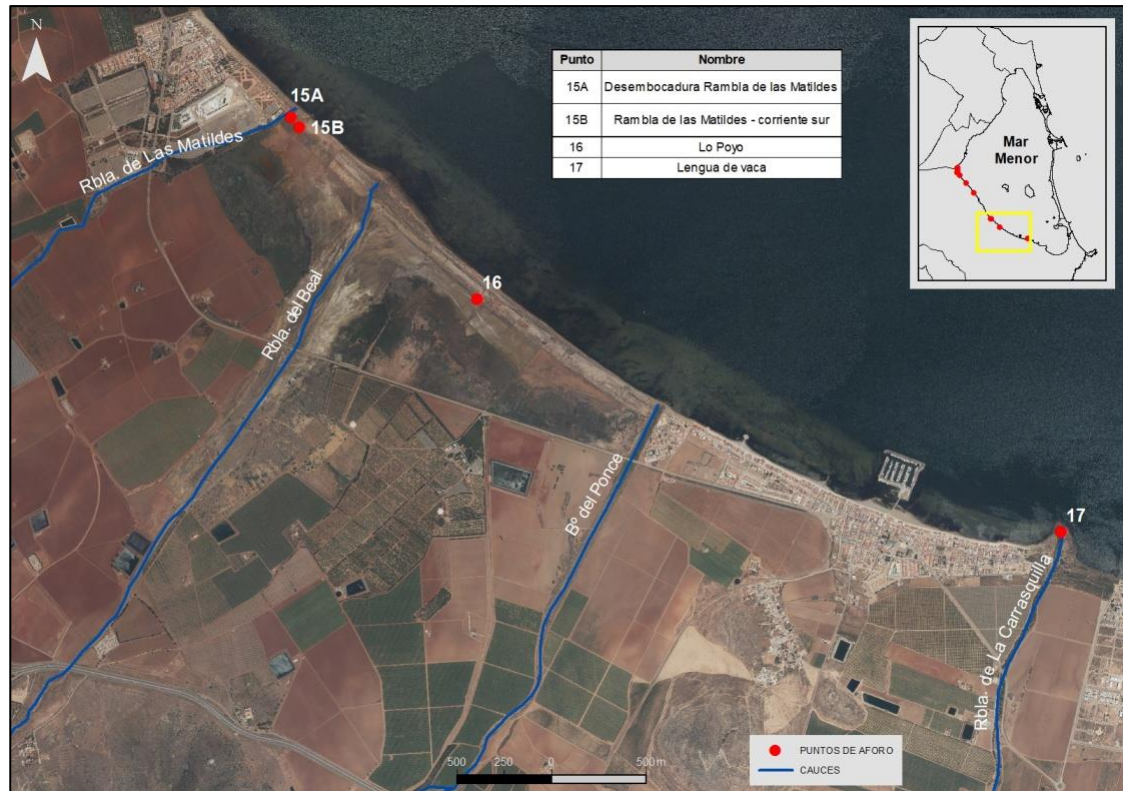 N
Punto Nombre
15A Desembocadura Rambla de las Matildes
15B Rambla de las Matildes - corriente sur
16 Lo Poyo
17 Lengua de vaca
Mar
Menor
15A
15B
Rbla. de Las Matildes
Rbla. del Beal
16
Bº del Ponce
17
Rbla. de La Carrasquilla
PUNTOS DE AFORO
CAUCES
500 250 0 500 m